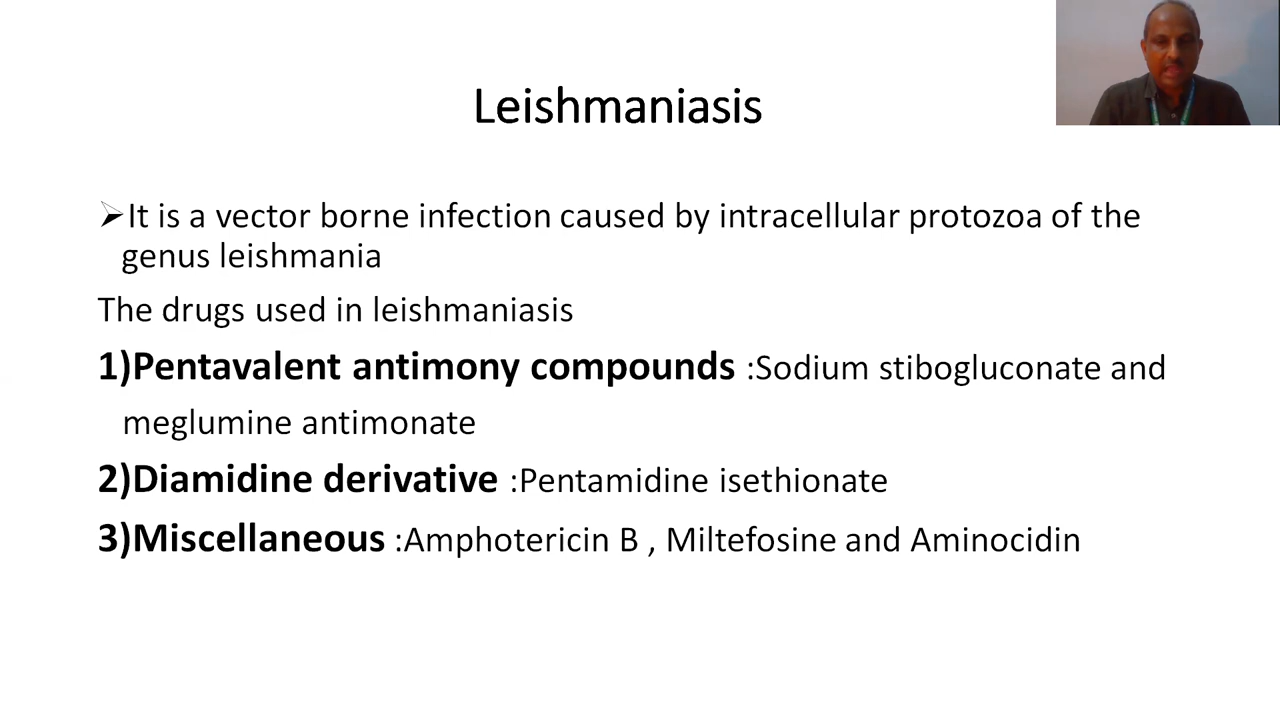 Leishmaniasis
➢It is a vector borne infection caused by intracellular protozoa of the
genus leishmania
The drugs used in leishmaniasis
1)Pentavalent antimony compounds :Sodium stibogluconate and
meglumine antimonate
2)Diamidine derivative :Pentamidine isethionate
3)Miscellaneous :Amphotericin B , Miltefosine and Aminocidin